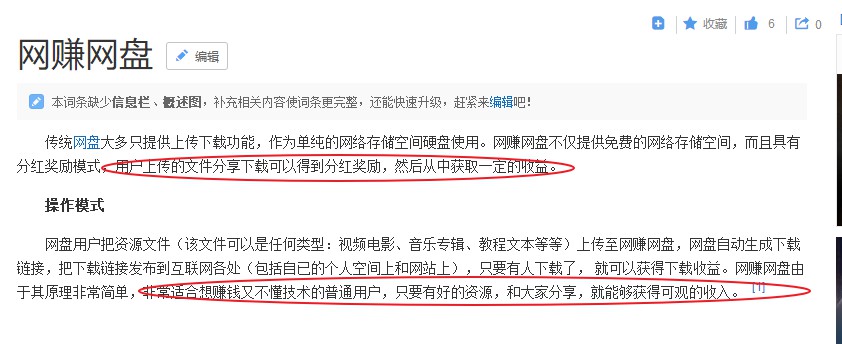 收藏 6 0
网赚网盘 编辑
本词条缺少信息栏、概述图，补充相关内容使词条更完整，还能快速升级，赶紧来编辑吧！
传统网盘大多只提供上传下载功能，作为单纯的网络存储空间硬盘使用。网赚网盘不仅提供免费的网络存储空间，而且具有
分红奖励模式，用户上传的文件分享下载可以得到分红奖励，然后从中获取一定的收益。
操作模式
网盘用户把资源文件（该文件可以是任何类型：视频电影、音乐专辑、教程文本等等）上传至网赚网盘，网盘自动生成下载
链接，把下载链接发布到互联网各处（包括自已的个人空间上和网站上），只要有人下载了， 就可以获得下载收益。网赚网盘由
于其原理非常简单，非常适合想赚钱又不懂技术的普通用户，只要有好的资源，和大家分享，就能够获得可观的收入。 [1]